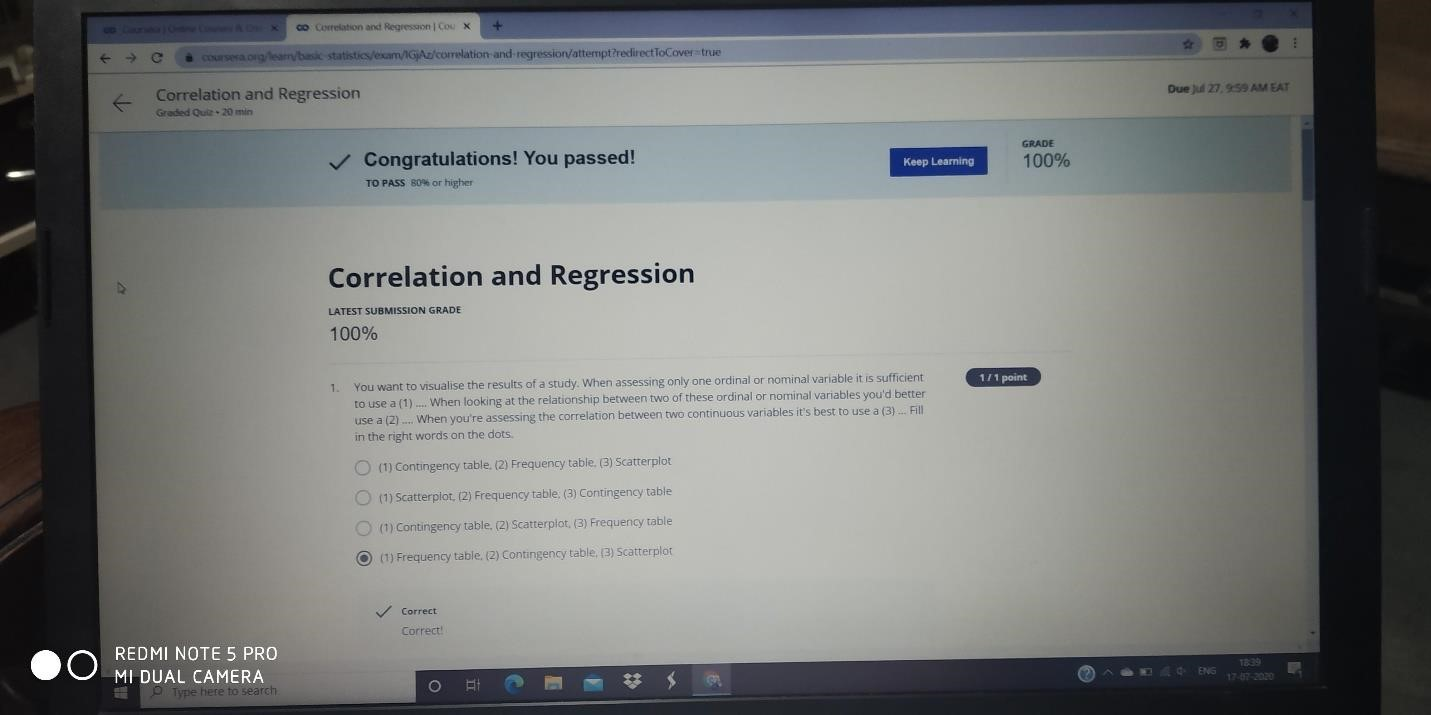 Coursera | Online Courses &
Correlation and Regression | Cou
coursera.org/learn/basic-statistics/exam/IGjAz/correlation-and-regression/attempt?redirectToCover=true
Correlation and Regression
Graded Quiz • 20 min
Due Jul 27, 9:59 AM EAT
Congratulations! You passed!
TO PASS 80% or higher
Keep Learning
GRADE
100%
Correlation and Regression
LATEST SUBMISSION GRADE
100%
1. You want to visualise the results of a study. When assessing only one ordinal or nominal variable it is sufficient
to use a (1) .... When looking at the relationship between two of these ordinal or nominal variables you'd better
use a (2) .... When you're assessing the correlation between two continuous variables it's best to use a (3) ... Fill
in the right words on the dots.
1 / 1 point
(1) Contingency table, (2) Frequency table, (3) Scatterplot
(1) Scatterplot, (2) Frequency table, (3) Contingency table
(1) Contingency table, (2) Scatterplot, (3) Frequency table
(1) Frequency table, (2) Contingency table, (3) Scatterplot
Correct
Correct!
REDMI NOTE 5 PRO
MI DUAL CAMERA
Type here to search
ENG
18:39
17-07-2020